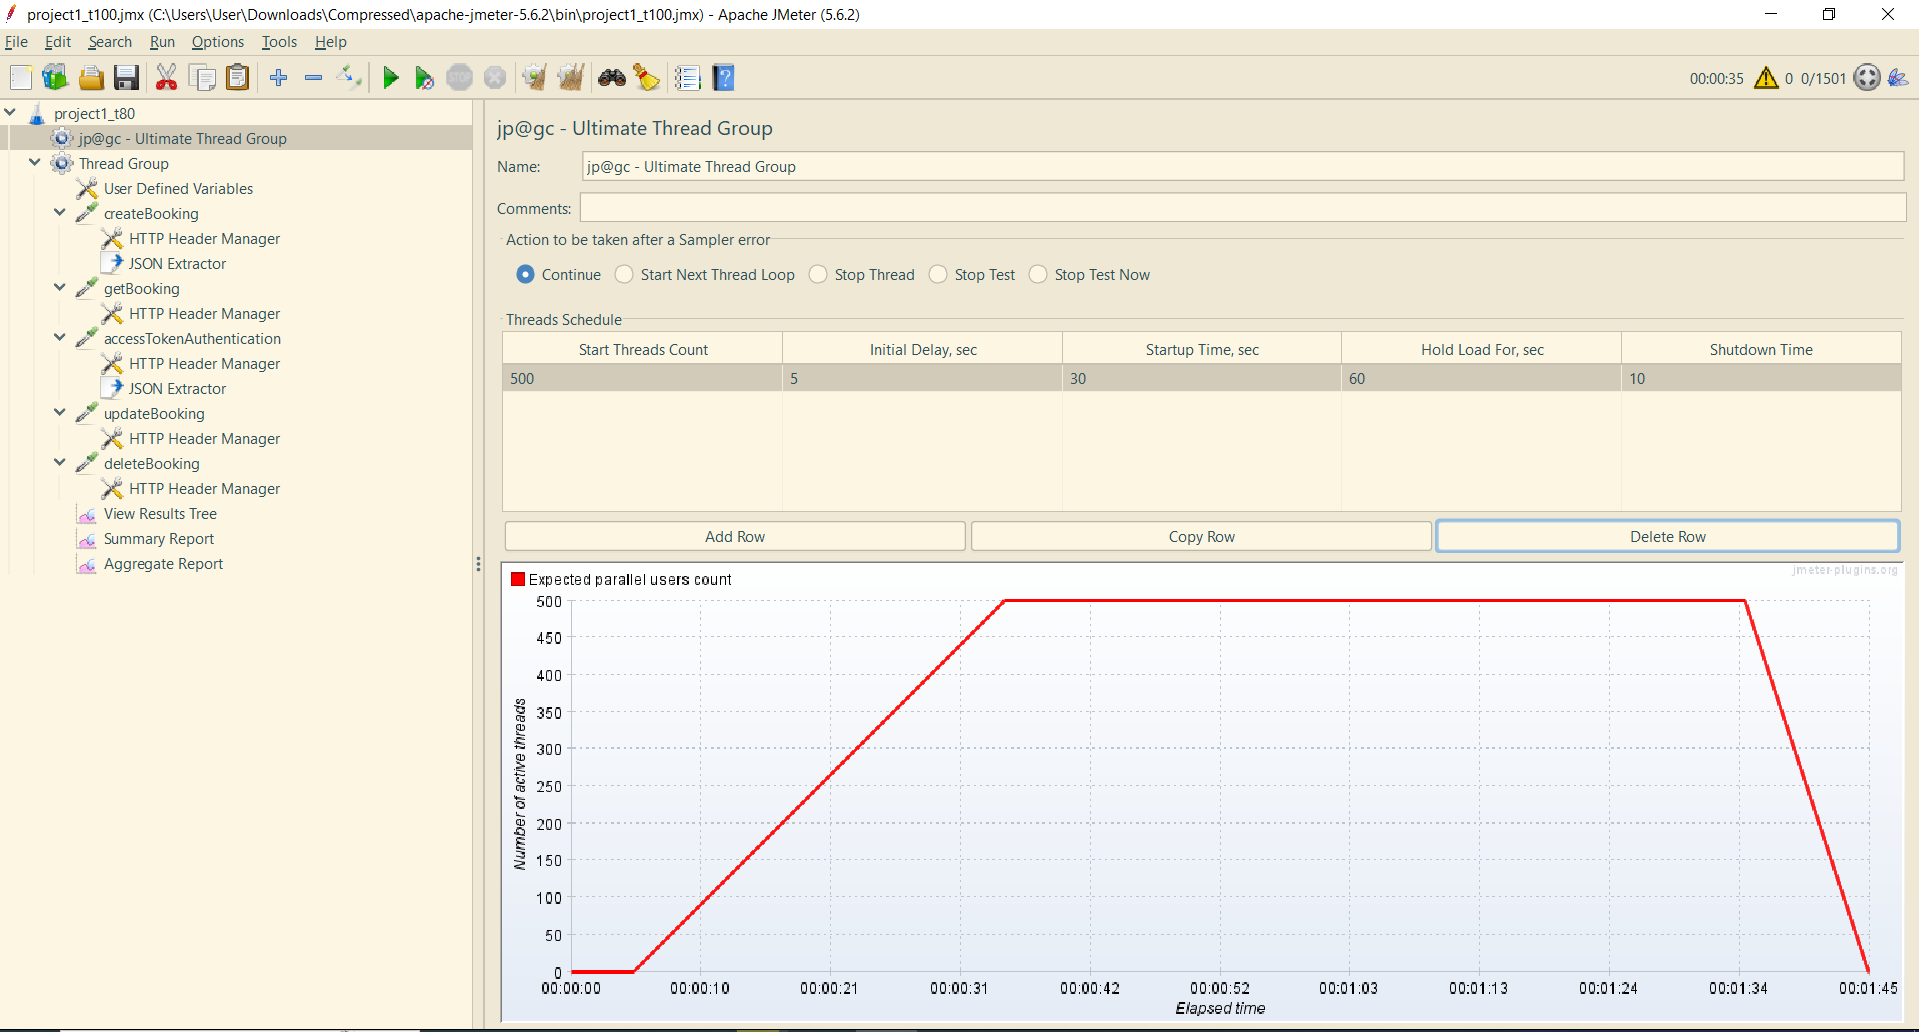 project1_t100.jmx (C:\Users\User\Downloads\Compressed\apache-jmeter-5.6.2\bin\project1_t100.jmx) - Apache JMeter (5.6.2)
File Edit Search Run Options Tools Help
STOP
00:00:35 0 0/1501
project1_t80
jp@gc - Ultimate Thread Group
Thread Group
User Defined Variables
createBooking
HTTP Header Manager
JSON Extractor
getBooking
HTTP Header Manager
accessTokenAuthentication
HTTP Header Manager
JSON Extractor
updateBooking
HTTP Header Manager
deleteBooking
HTTP Header Manager
View Results Tree
Summary Report
Aggregate Report
jp@gc - Ultimate Thread Group
Name: jp@gc - Ultimate Thread Group
Comments:
Action to be taken after a Sampler error
Continue Start Next Thread Loop Stop Thread Stop Test Stop Test Now
Threads Schedule
Start Threads Count Initial Delay, sec Startup Time, sec Hold Load For, sec Shutdown Time
500 5 30 60 10
Add Row Copy Row Delete Row
jmeter-plugins.org
Expected parallel users count
500
450
400
350
300
250
200
150
100
50
0
Number of active threads
00:00:00 00:00:10 00:00:21 00:00:31 00:00:42 00:00:52 00:01:03 00:01:13 00:01:24 00:01:34 00:01:45
Elapsed time